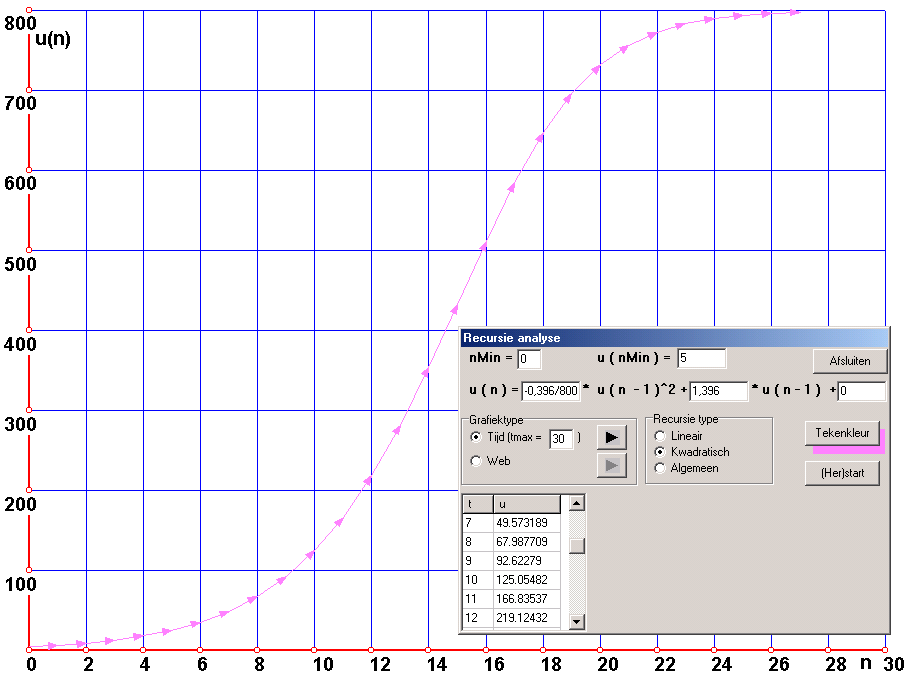 800
u(n)
700
600
500
400
300
200
100
Recursie analyse
nMin = 0 u ( nMin ) = 5 Afsluiten
u ( n ) = -0,396/800 * u ( n - 1 )^2 + 1,396 * u ( n - 1 ) + 0
Grafiektype
Tijd (tmax = 30 )
Web
Recursie type
Lineair
Kwadratisch
Algemeen
Tekenkleur
(Her)start
t u
7 49.573189
8 67.987709
9 92.62279
10 125.05482
11 166.83537
12 219.12432
0 2 4 6 8 10 12 14 16 18 20 22 24 26 28 n 30